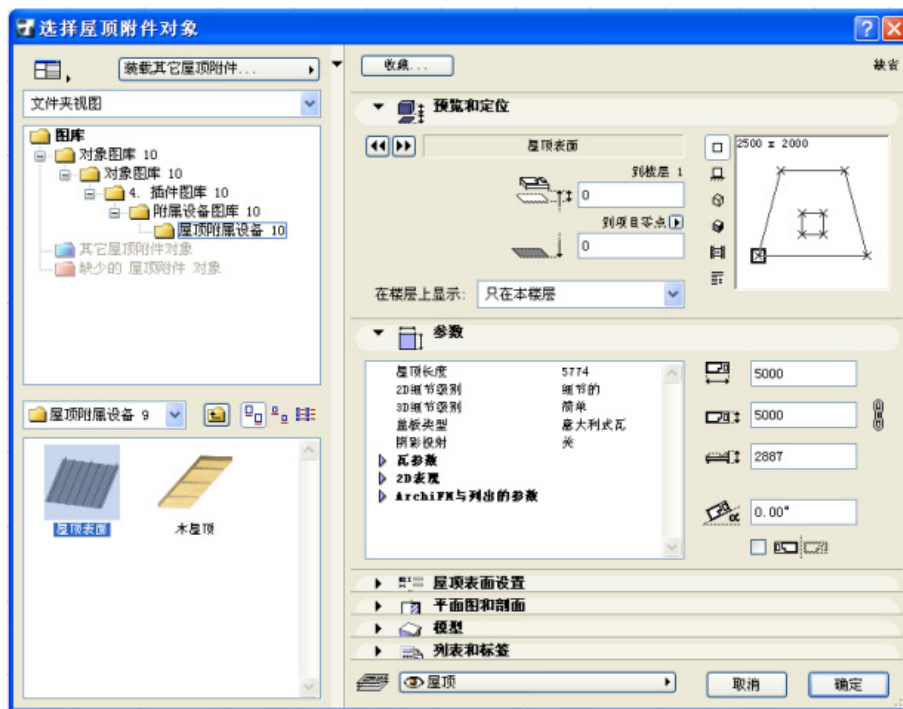 选择屋顶附件对象
装载其它屋顶附件...
文件夹视图
图库
对象图库 10
对象图库 10
4. 插件图库 10
附属设备图库 10
屋顶附属设备 10
其它屋顶附件对象
缺少的 屋顶附件 对象
屋顶附属设备 9
屋顶表面
木屋顶
收藏...
缺省
预览和定位
屋顶表面
2500 x 2000
到楼层 1
0
到项目零点
0
在楼层上显示: 只在本楼层
参数
屋顶长度 5774
2D细节级别 细节的
3D细节级别 简单
盖板类型 意大利式瓦
阴影投射 关
瓦参数
2D表现
ArchiFM与列出的参数
5000
5000
2887
α 0.00°
屋顶表面设置
平面图和剖面
模型
列表和标签
屋顶
取消
确定